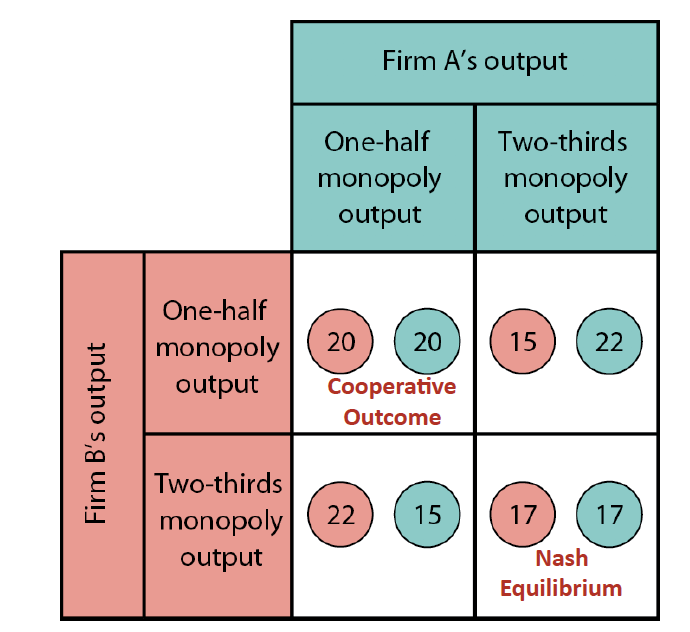 Firm A's output
One-half
monopoly
output
Two-thirds
monopoly
output
Firm B's output
One-half
monopoly
output
20
20
Cooperative
Outcome
15
22
Two-thirds
monopoly
output
22
15
17
17
Nash
Equilibrium